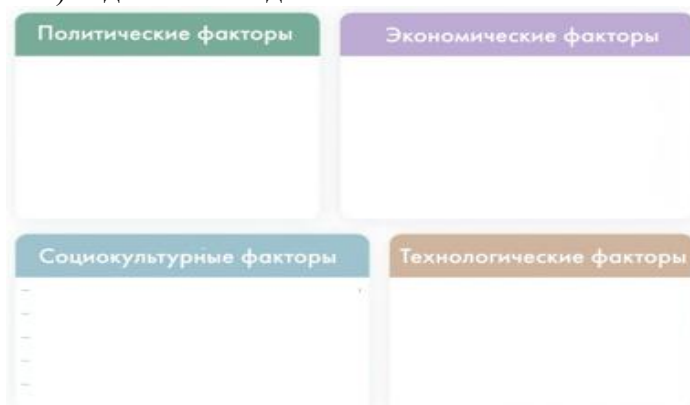 Политические факторы
Экономические факторы
Социокультурные факторы
Технологические факторы